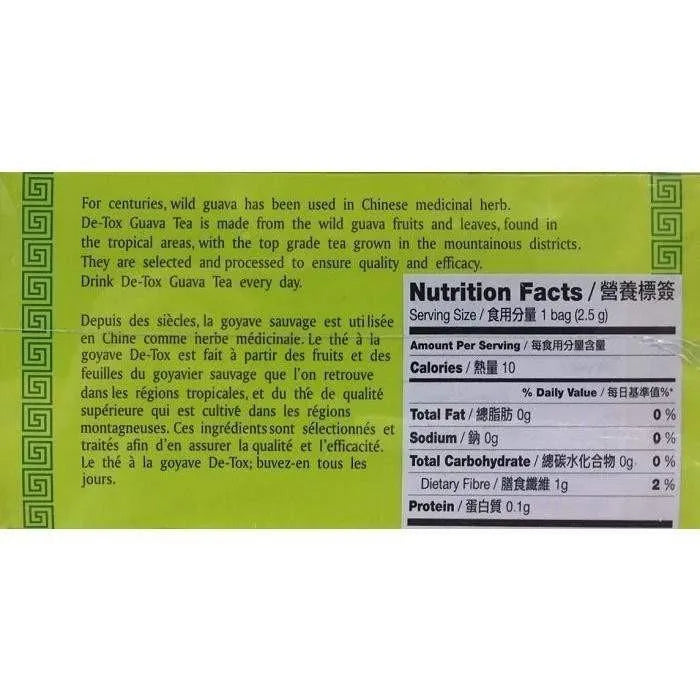 For centuries, wild guava has been used in Chinese medicinal herb.
De-Tox Guava Tea is made from the wild guava fruits and leaves, found in
the tropical areas, with the top grade tea grown in the mountainous districts.
They are selected and processed to ensure quality and efficacy.
Drink De-Tox Guava Tea every day.
Depuis des siècles, la goyave sauvage est utilisée
en Chine comme herbe médicinale. Le thé à la
goyave De-Tox est fait à partir des fruits et des
feuilles du goyavier sauvage que l'on retrouve
dans les régions tropicales, et du thé de qualité
supérieure qui est cultivé dans les régions
montagneuses. Ces ingrédients sont sélectionnés et
traités afin d'en assurer la qualité et l'efficacité.
Le thé à la goyave De-Tox; buvez-en tous les
jours.
Nutrition Facts / 營養標簽
Serving Size / 食用分量 1 bag (2.5 g)
Amount Per Serving / 每食用分量含量
Calories / 熱量 10
% Daily Value / 每日基準值%*
Total Fat / 總脂肪 0g 0 %
Sodium / 鈉 0g 0 %
Total Carbohydrate / 總碳水化合物 0g 0 %
Dietary Fibre / 膳食纖維 1g 2 %
Protein / 蛋白質 0.1g